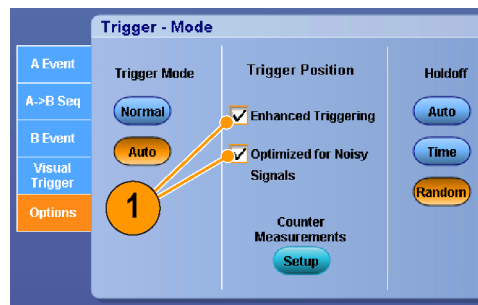 Trigger - Mode
A Event
A->B Seq
B Event
Visual
Trigger
Options
Trigger Mode
Normal
Auto
1
Trigger Position
Enhanced Triggering
Optimized for Noisy
Signals
Counter
Measurements
Setup
Holdoff
Auto
Time
Random